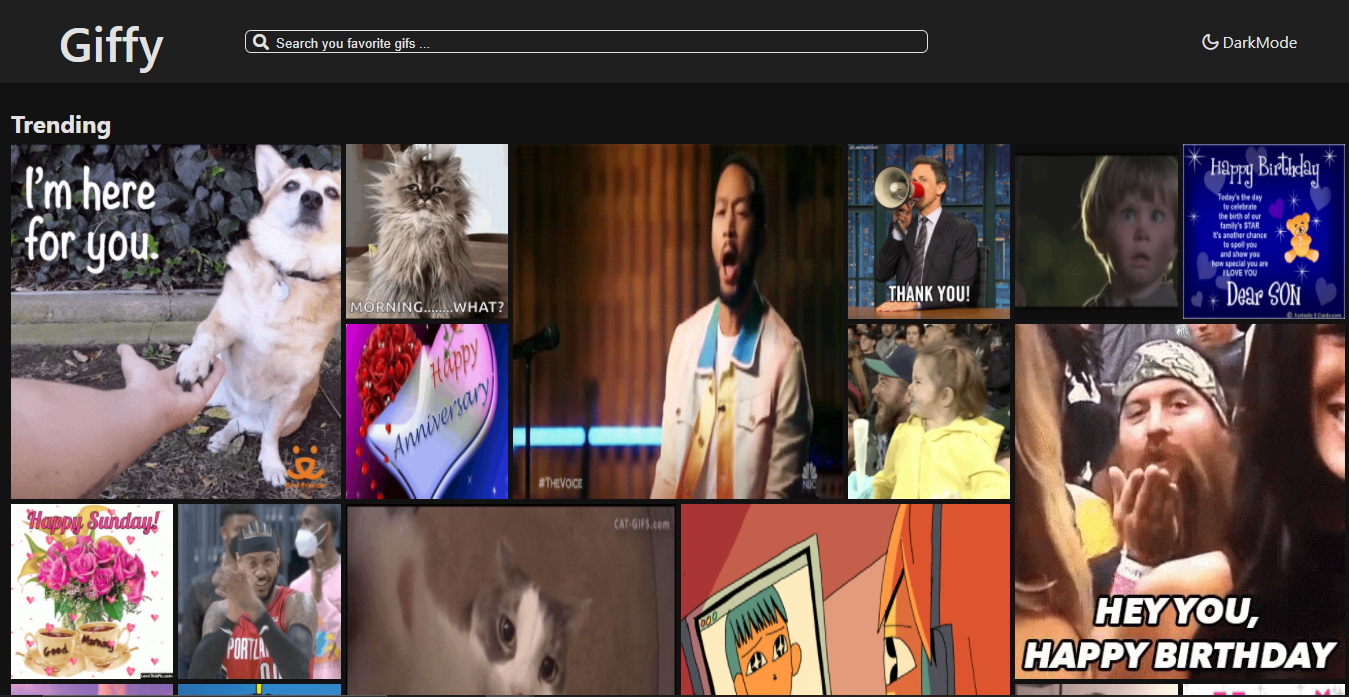 Giffy
Search you favorite gifs ...
DarkMode
Trending
I'm here
for you.
MORNING........WHAT?
#THEVOICE
NBC
THANK YOU!
Happy Birthday
Today's the day
to celebrate
the birth of our
family's STAR
It's another chance
to spoil you
and show you
how special you are
I LOVE YOU
Dear SON
Happy
Anniversary
Happy Sunday!
Good
Morning
PORTLA
CAT-GIFS.com
HEY YOU,
HAPPY BIRTHDAY